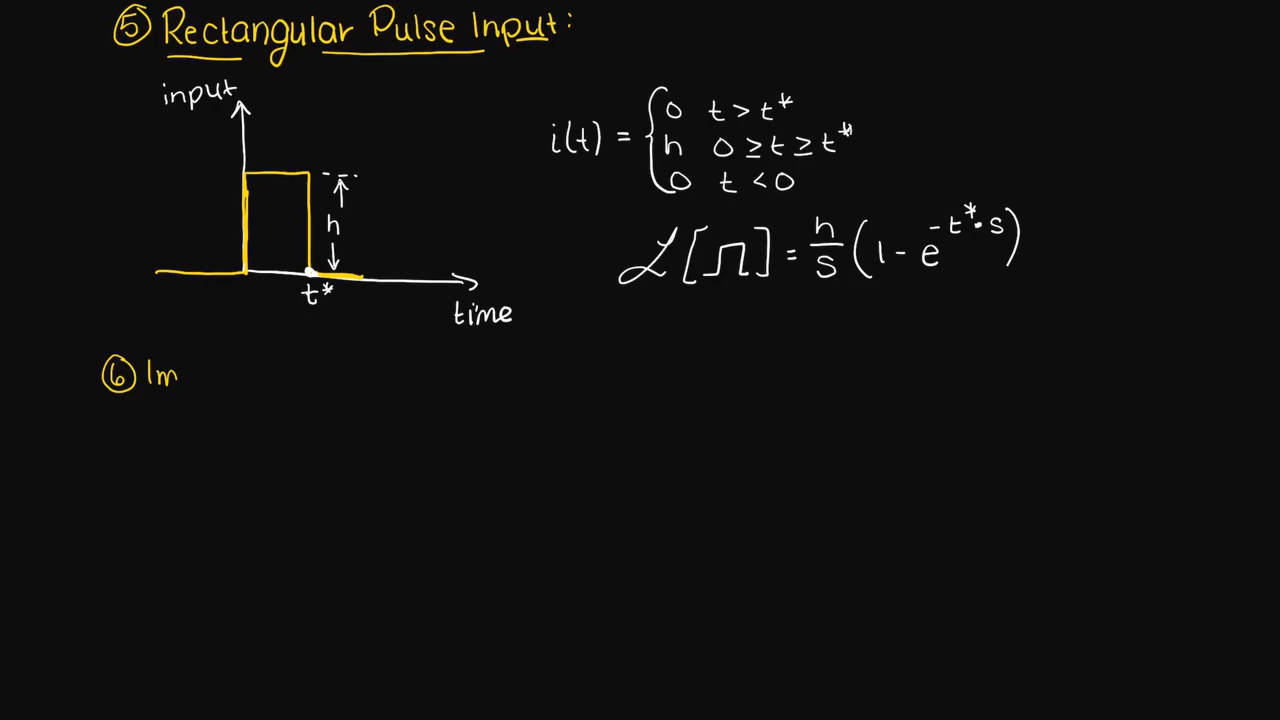 ⑤ Rectangular Pulse Input:
input
h
t*
time
i(t) = { 0 t > t*
h 0 ≥ t ≥ t*
0 t < 0
ℒ[⊓] = h/s (1 - e^(-t*·s))
⑥ Im